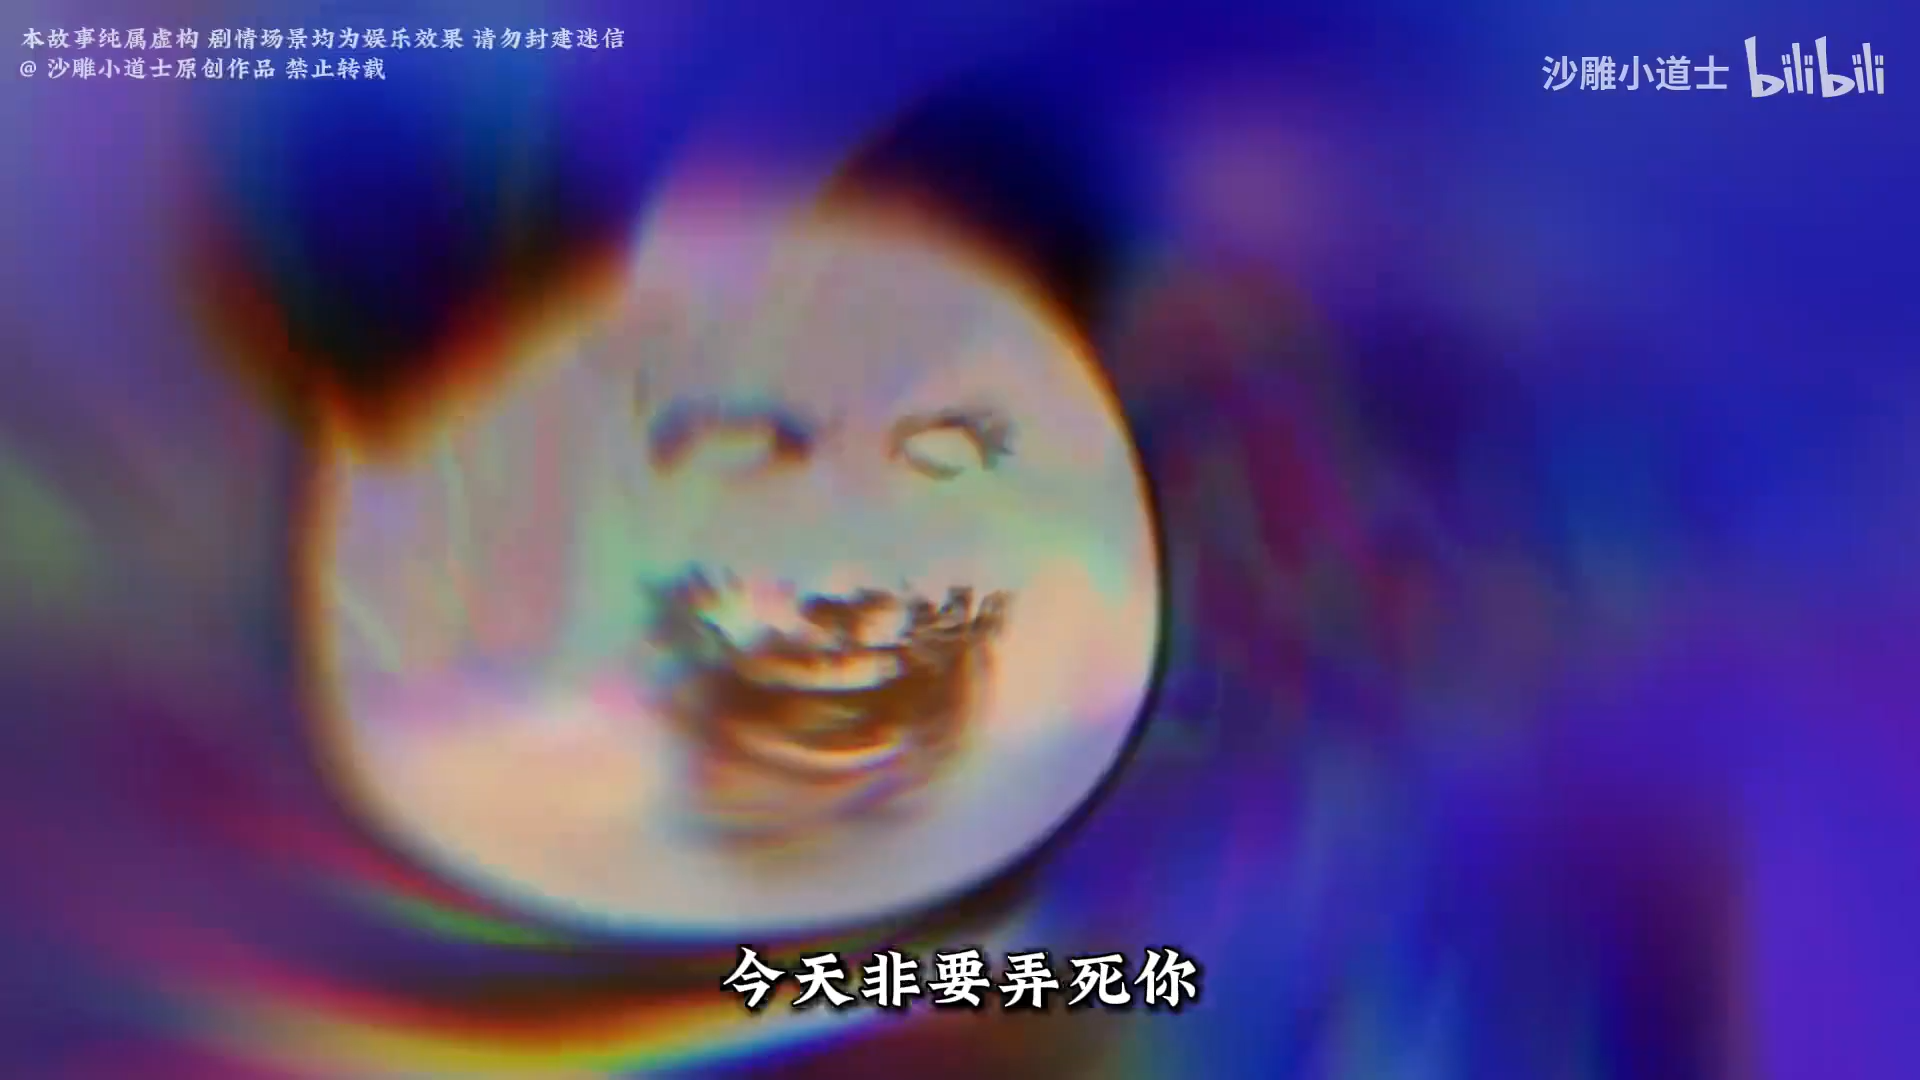 本故事纯属虚构 剧情场景均为娱乐效果 请勿封建迷信
@ 沙雕小道士原创作品 禁止转载
沙雕小道士 bilibili
今天非要弄死你